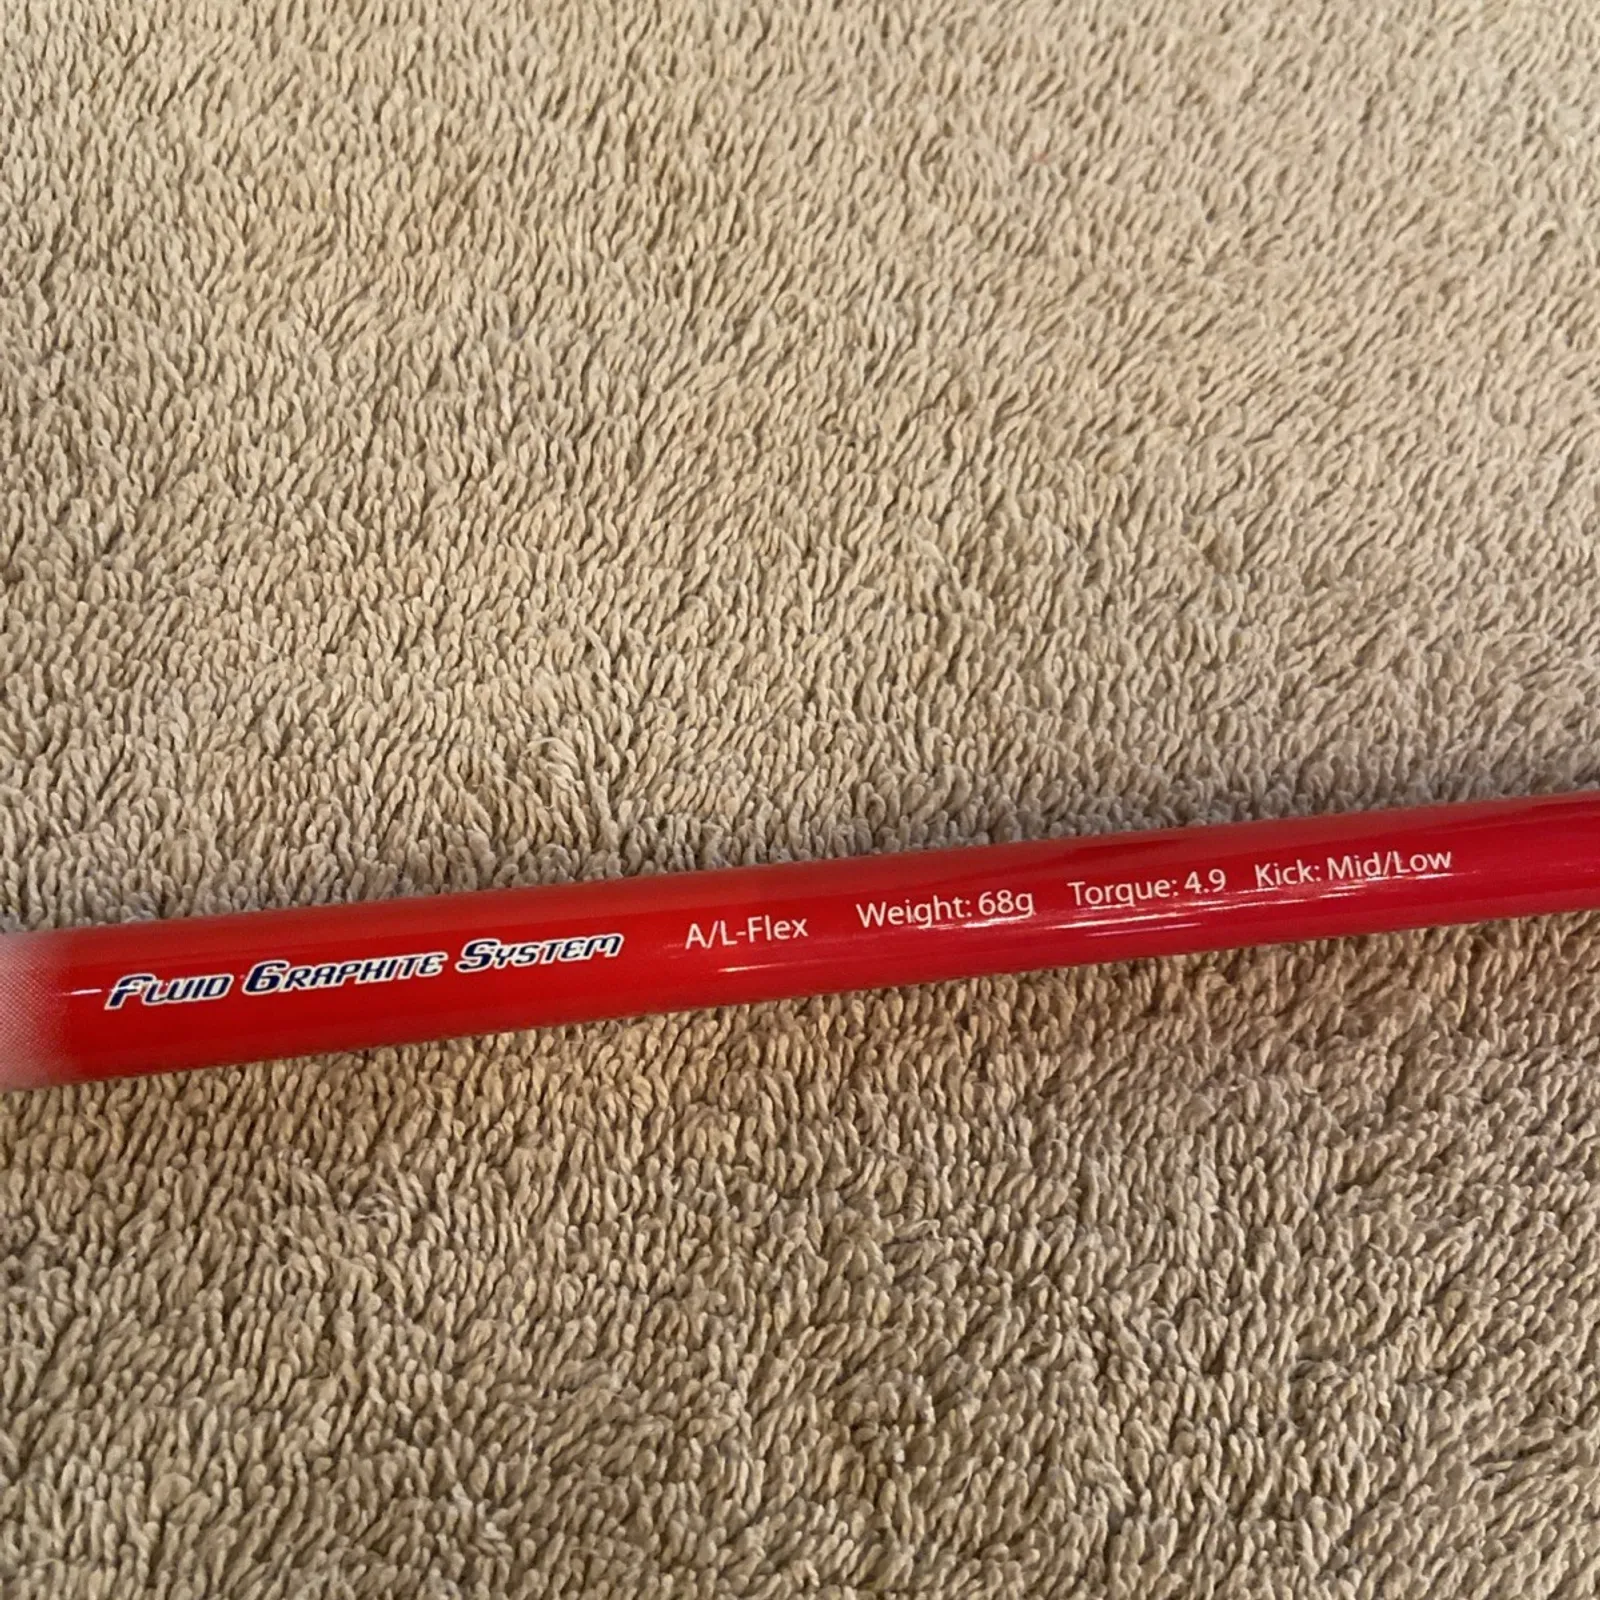 Fluid Graphite System A/L-Flex Weight: 68g Torque: 4.9 Kick: Mid/Low